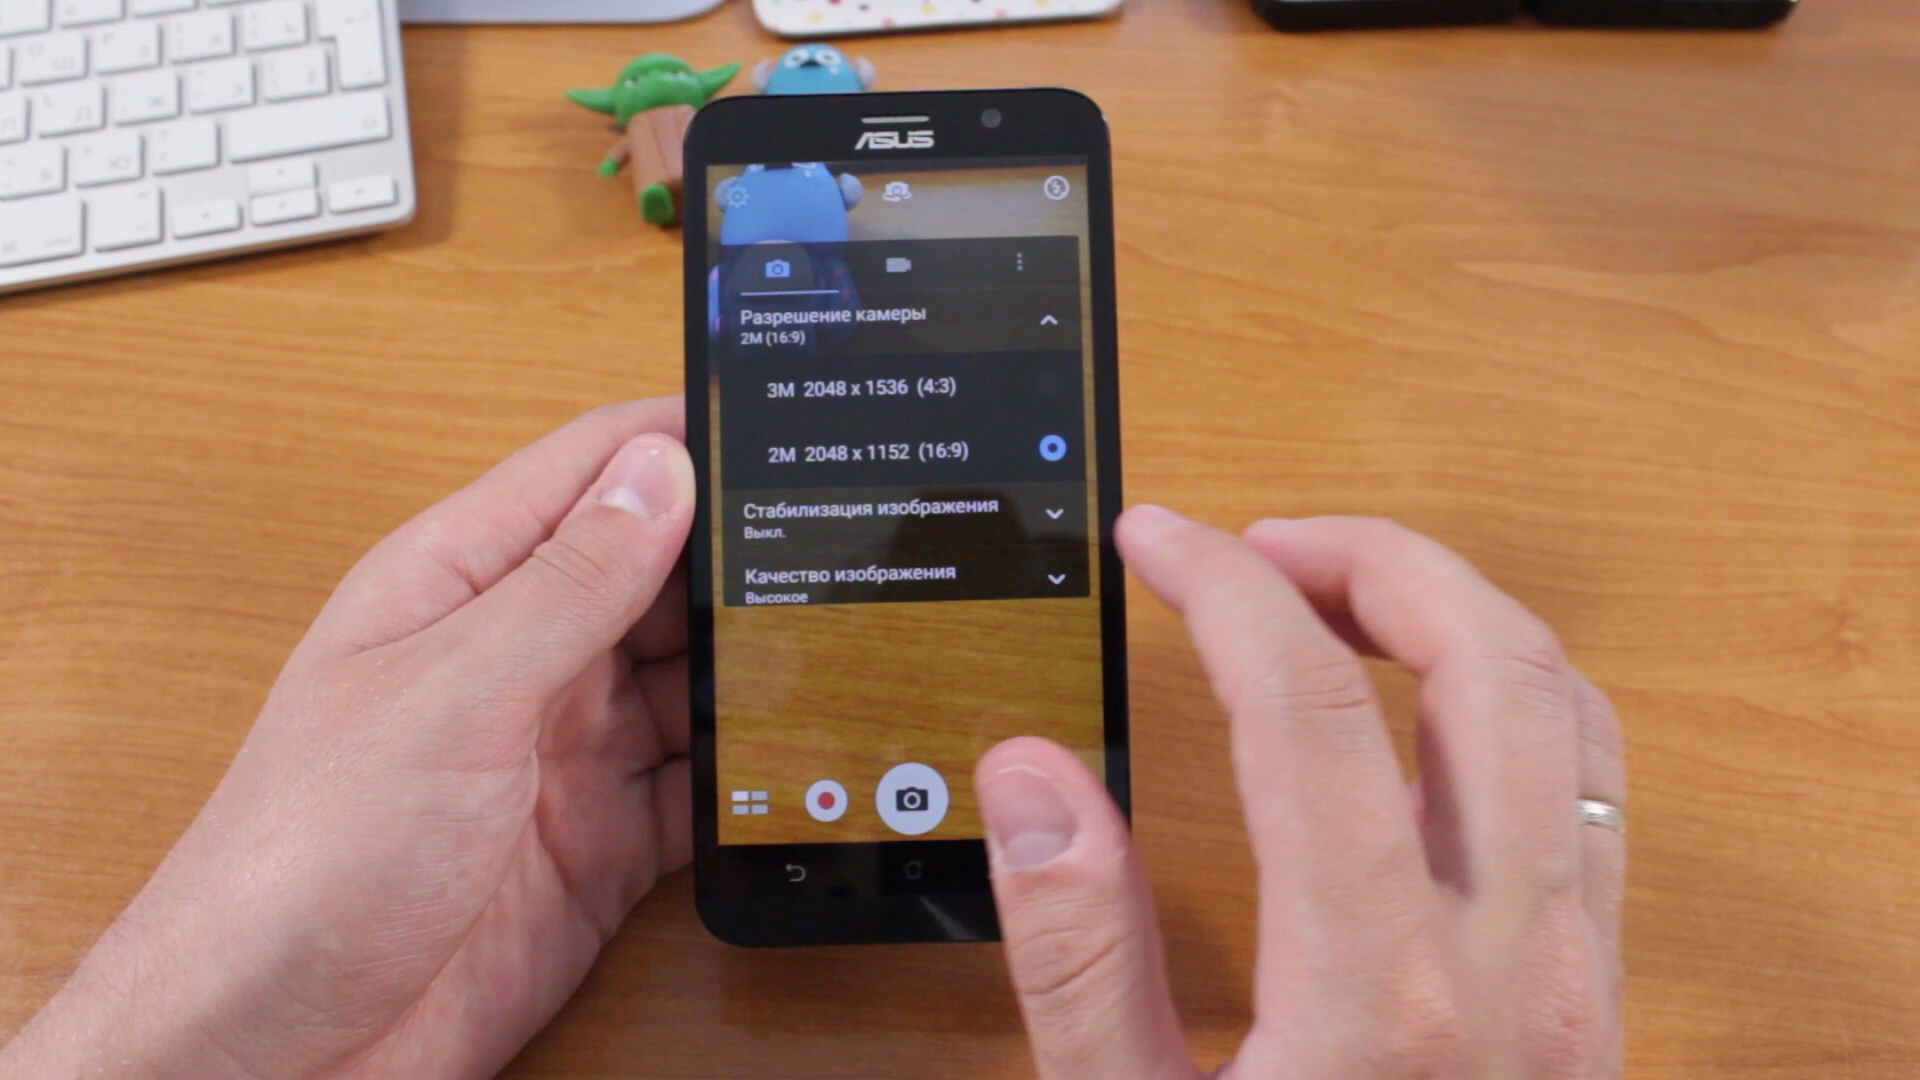 ASUS
Разрешение камеры
2M (16:9)
3M 2048 x 1536 (4:3)
2M 2048 x 1152 (16:9)
Стабилизация изображения
Выкл.
Качество изображения
Высокое